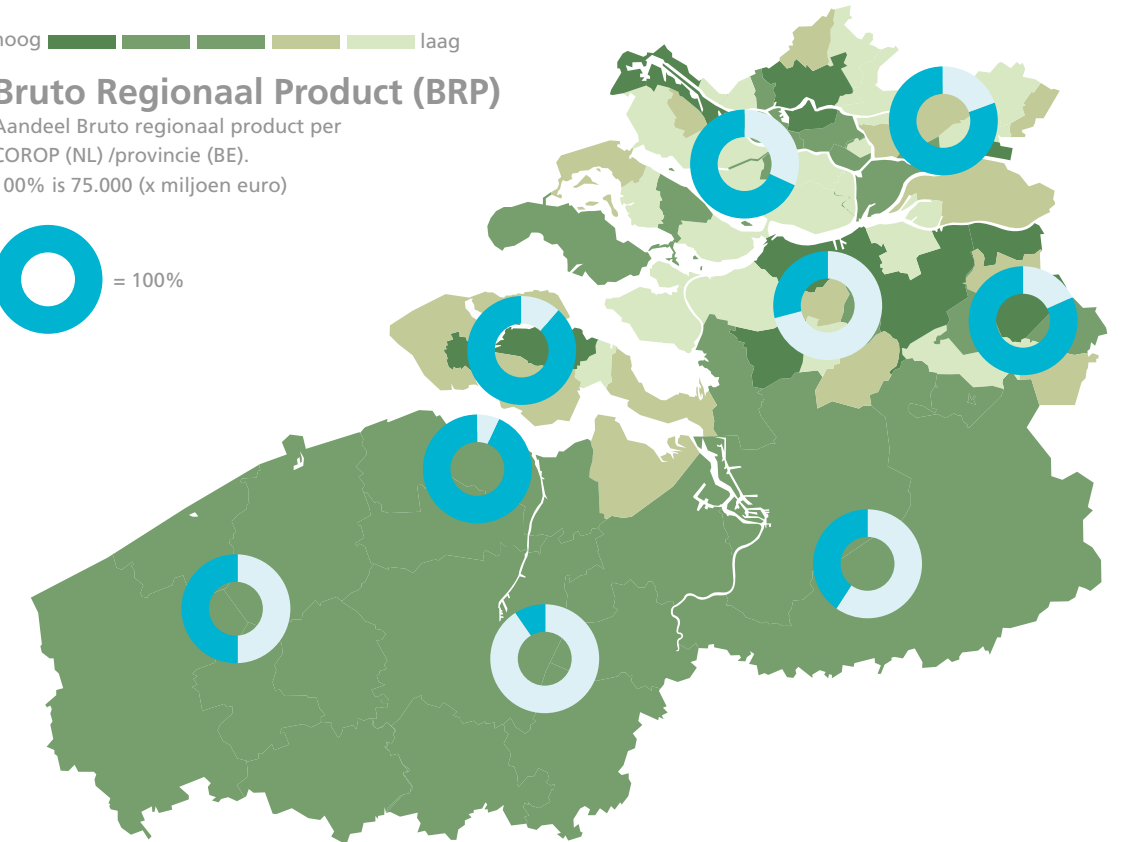 noog laag
Bruto Regionaal Product (BRP)
Aandeel Bruto regionaal product per
COROP (NL) /provincie (BE).
00% is 75.000 (x miljoen euro)
= 100%